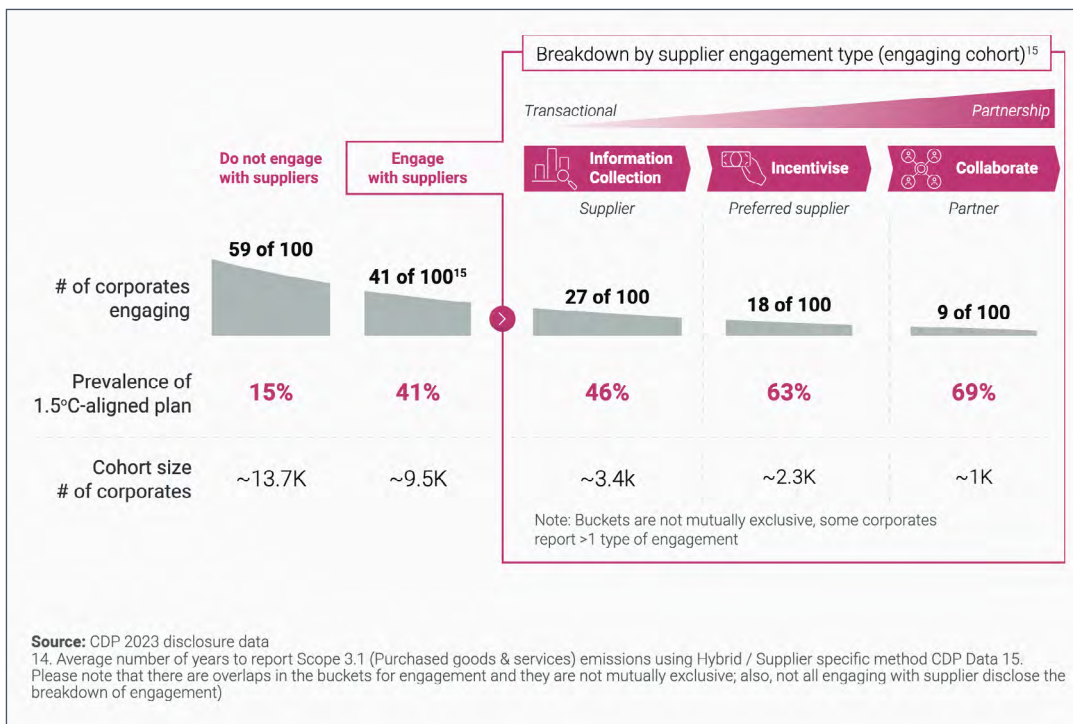 Breakdown by supplier engagement type (engaging cohort)15
Transactional
Partnership
Do not engage
with suppliers
Engage
with suppliers
Information
Collection
Incentivise
Collaborate
Supplier
Preferred supplier
Partner
# of corporates
engaging
59 of 100
41 of 10015
27 of 100
18 of 100
9 of 100
Prevalence of
1.5°C-aligned plan
15%
41%
46%
63%
69%
Cohort size
# of corporates
~13.7K
~9.5K
~3.4k
~2.3K
~1K
Note: Buckets are not mutually exclusive, some corporates
report >1 type of engagement
Source: CDP 2023 disclosure data
14. Average number of years to report Scope 3.1 (Purchased goods & services) emissions using Hybrid / Supplier specific method CDP Data 15.
Please note that there are overlaps in the buckets for engagement and they are not mutually exclusive; also, not all engaging with supplier disclose the
breakdown of engagement)